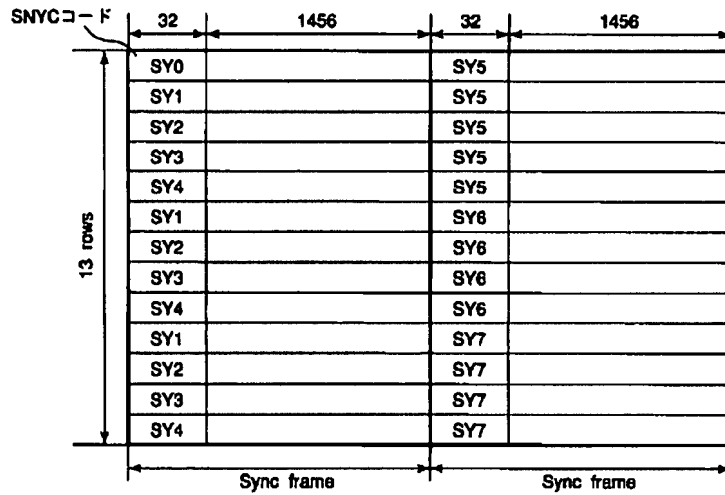 SNYCコード
32 1456 32 1456
SY0 SY5
SY1 SY5
SY2 SY5
SY3 SY5
SY4 SY5
SY1 SY6
SY2 SY6
SY3 SY6
SY4 SY6
SY1 SY7
SY2 SY7
SY3 SY7
SY4 SY7
13 rows
Sync frame Sync frame